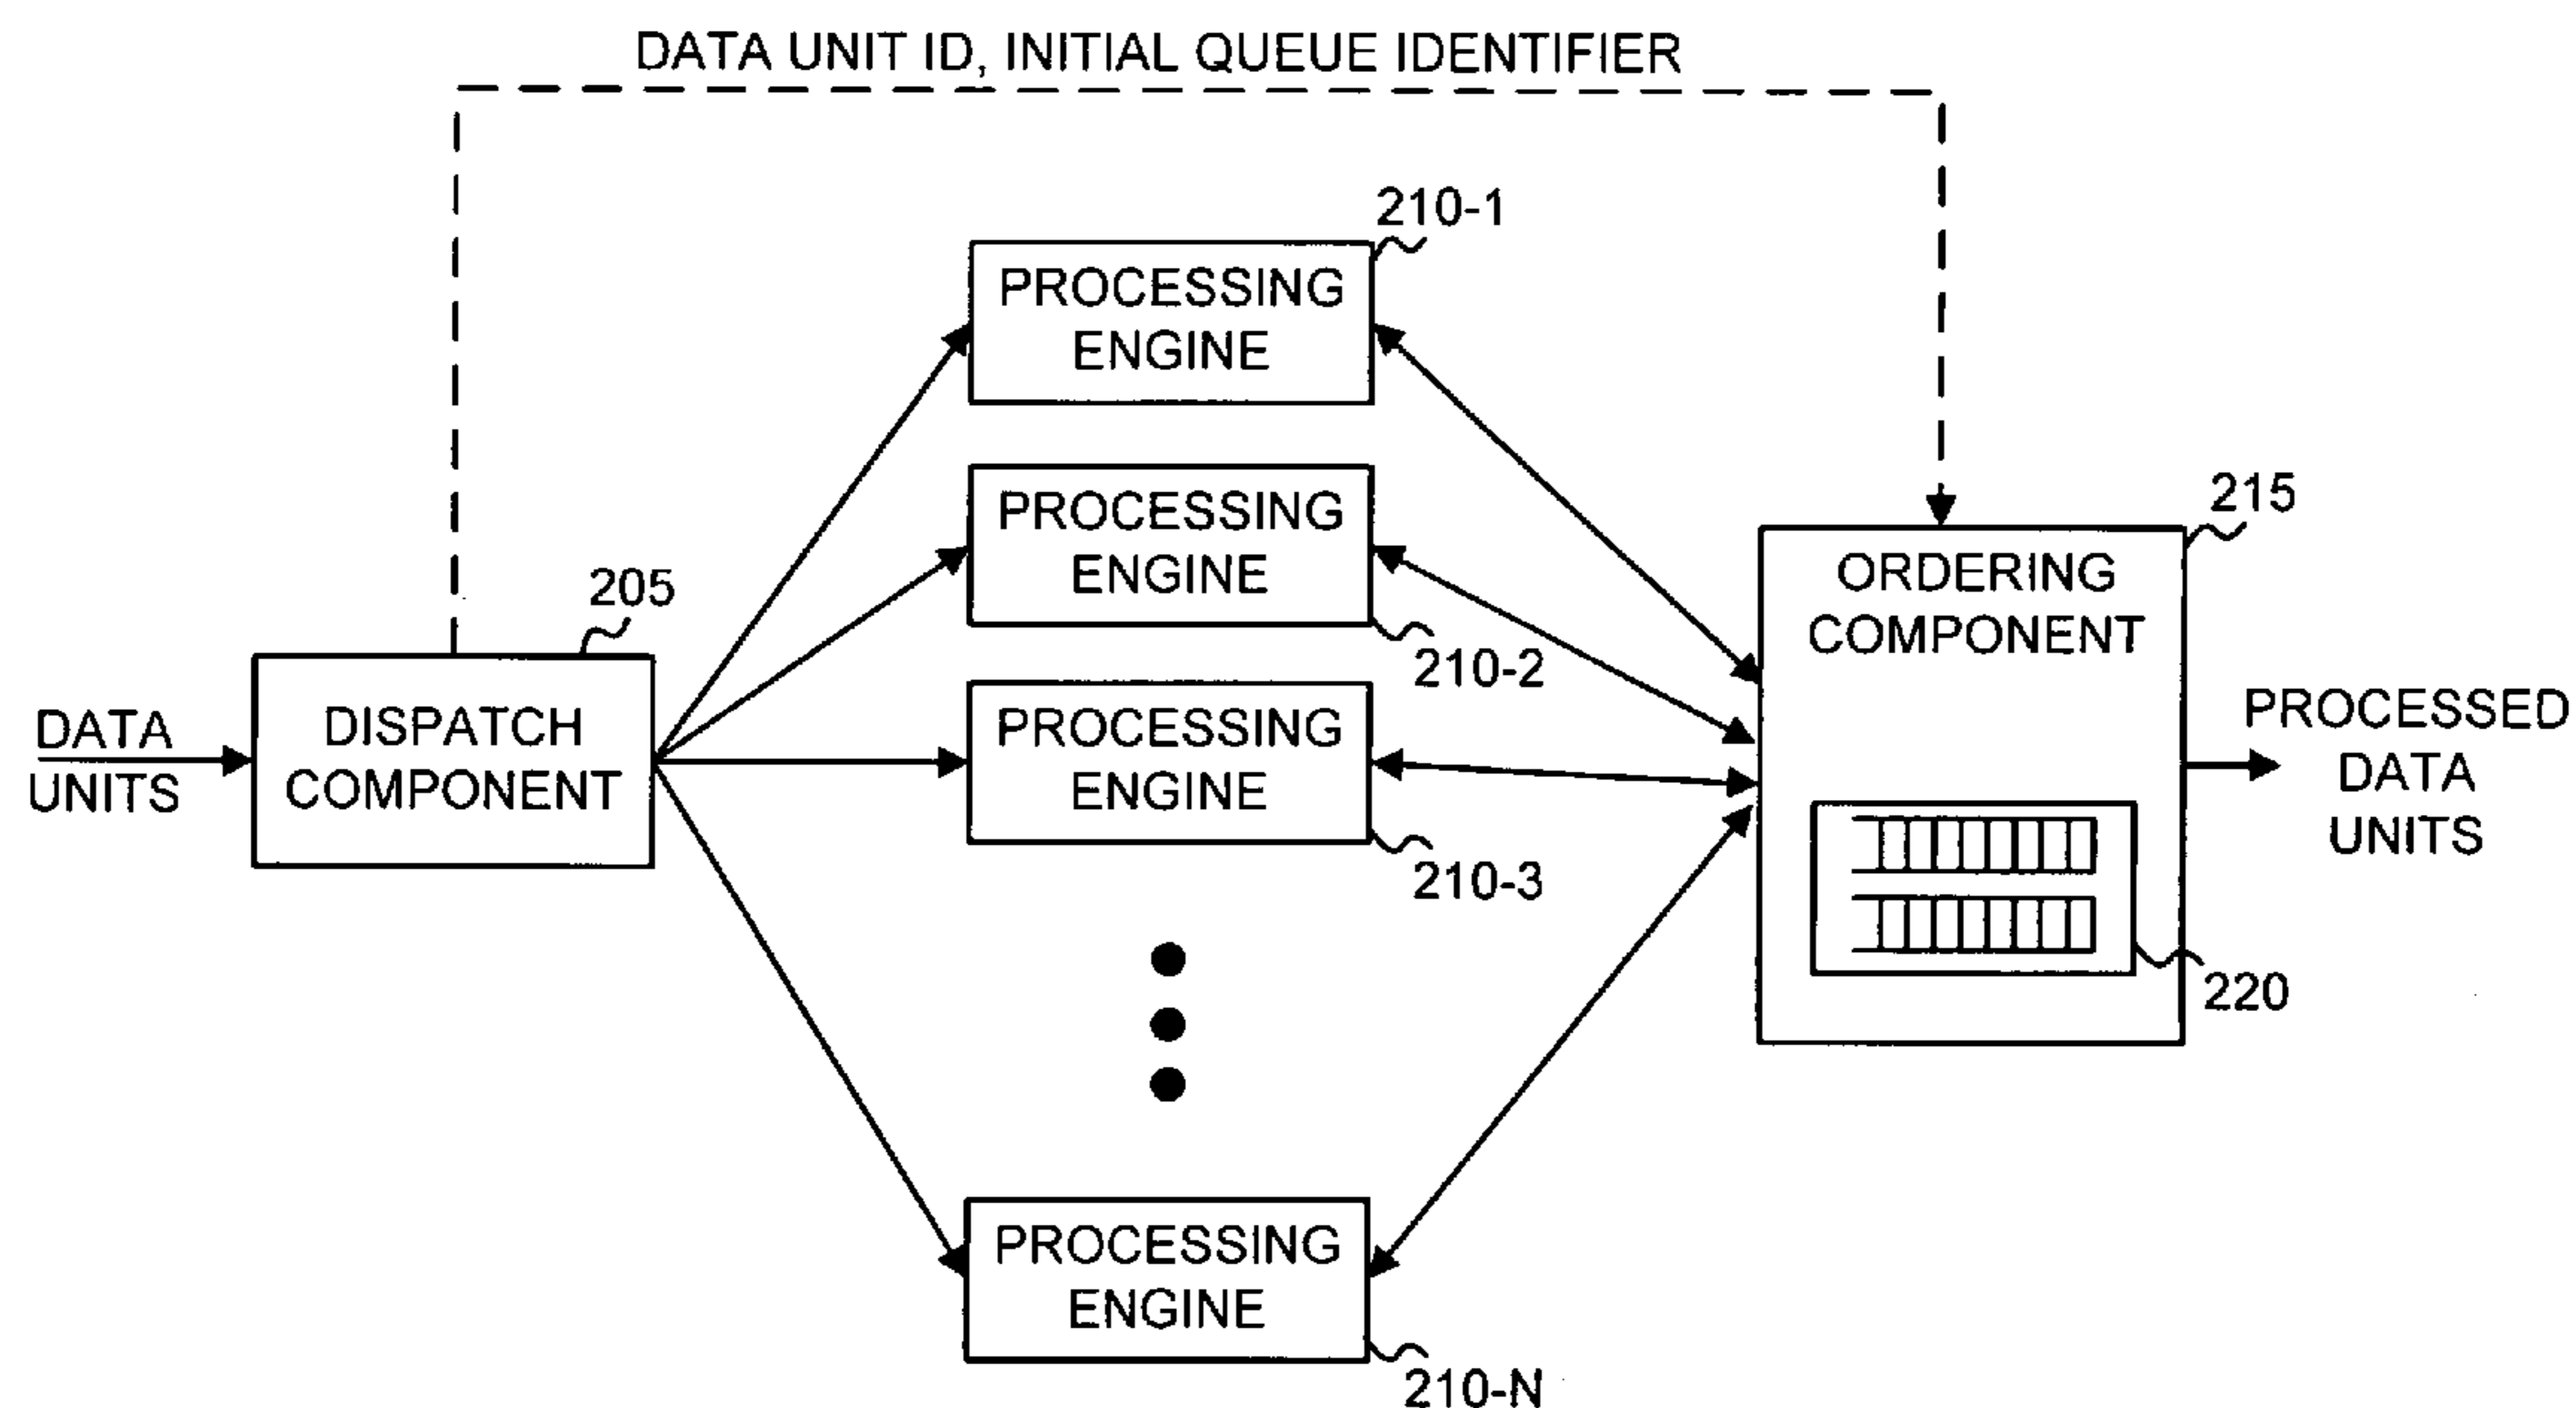 DATA UNIT ID, INITIAL QUEUE IDENTIFIER
210-1
PROCESSING
ENGINE
PROCESSING
ENGINE
210-2
215
ORDERING
COMPONENT
205
DATA
UNITS
DISPATCH
COMPONENT
PROCESSING
ENGINE
210-3
PROCESSED
DATA
UNITS
220
PROCESSING
ENGINE
210-N